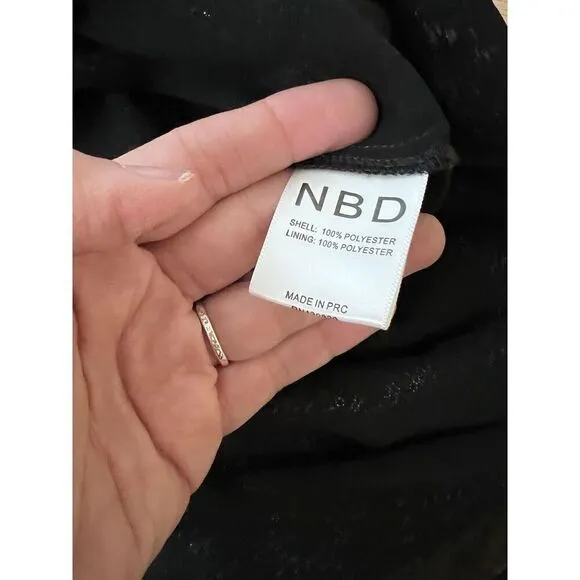 NBD
SHELL: 100% POLYESTER
LINING: 100% POLYESTER
MADE IN PRC